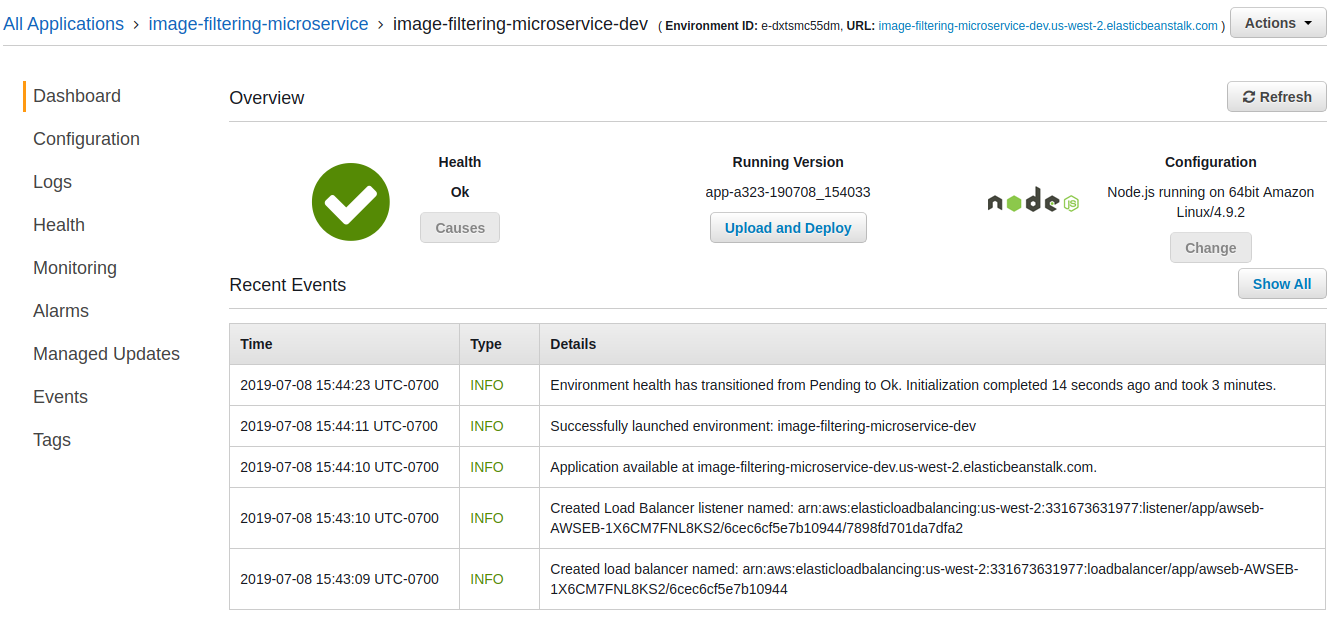 All Applications > image-filtering-microservice > image-filtering-microservice-dev ( Environment ID: e-dxtsmc55dm, URL: image-filtering-microservice-dev.us-west-2.elasticbeanstalk.com ) Actions
Dashboard
Configuration
Logs
Health
Monitoring
Alarms
Managed Updates
Events
Tags
Overview
Refresh
Health
Ok
Causes
Running Version
app-a323-190708_154033
Upload and Deploy
node JS
Configuration
Node.js running on 64bit Amazon
Linux/4.9.2
Change
Recent Events
Show All
Time Type Details
2019-07-08 15:44:23 UTC-0700 INFO Environment health has transitioned from Pending to Ok. Initialization completed 14 seconds ago and took 3 minutes.
2019-07-08 15:44:11 UTC-0700 INFO Successfully launched environment: image-filtering-microservice-dev
2019-07-08 15:44:10 UTC-0700 INFO Application available at image-filtering-microservice-dev.us-west-2.elasticbeanstalk.com.
2019-07-08 15:43:10 UTC-0700 INFO Created Load Balancer listener named: arn:aws:elasticloadbalancing:us-west-2:331673631977:listener/app/awseb-
AWSEB-1X6CM7FNL8KS2/6cec6cf5e7b10944/7898fd701da7dfa2
2019-07-08 15:43:09 UTC-0700 INFO Created load balancer named: arn:aws:elasticloadbalancing:us-west-2:331673631977:loadbalancer/app/awseb-AWSEB-
1X6CM7FNL8KS2/6cec6cf5e7b10944